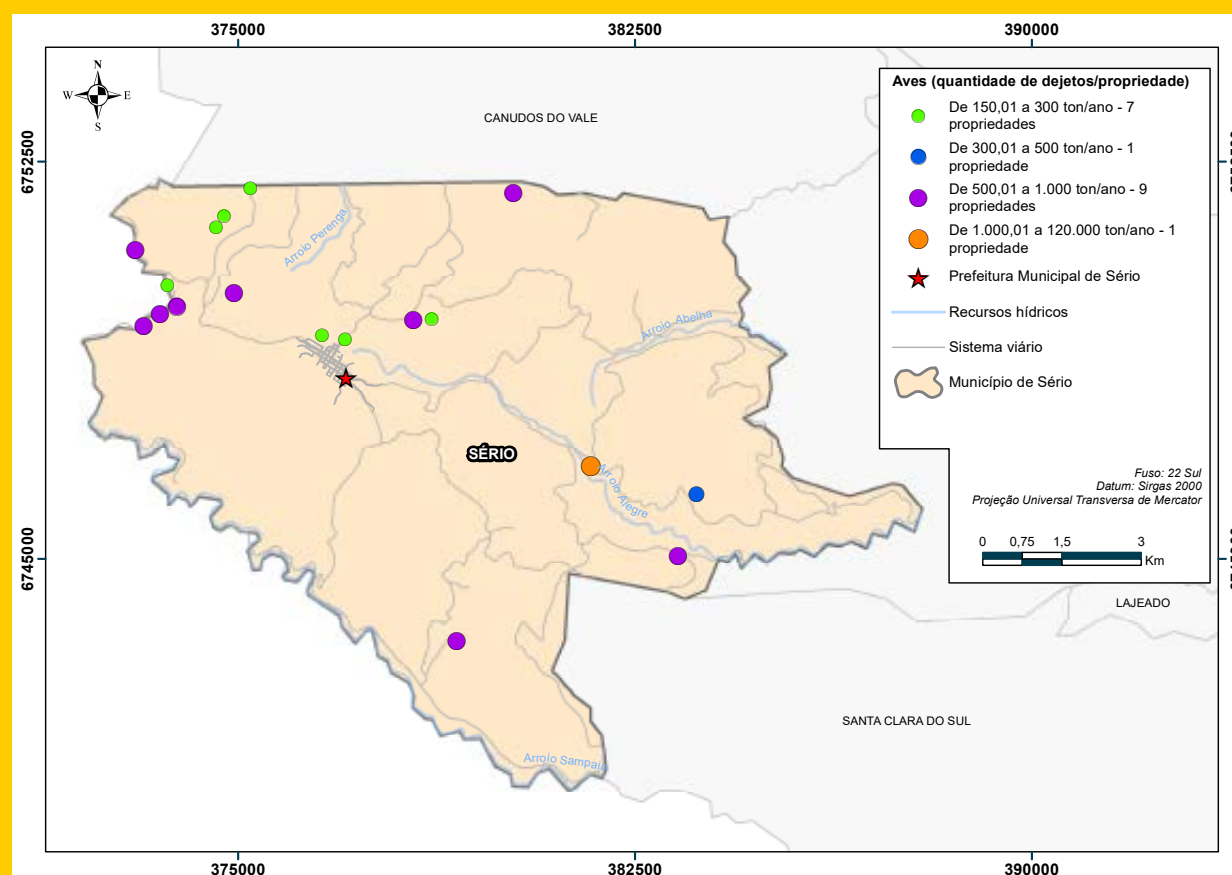 375000
382500
390000
N
W
E
S
CANUDOS DO VALE
6752500
Aves (quantidade de dejetos/propriedade)
De 150,01 a 300 ton/ano - 7
propriedades
De 300,01 a 500 ton/ano - 1
propriedade
De 500,01 a 1.000 ton/ano - 9
propriedades
De 1.000,01 a 120.000 ton/ano - 1
propriedade
Prefeitura Municipal de Sério
Recursos hídricos
Sistema viário
Município de Sério
Arroio Perenga
Arroio Abelha
SÉRIO
Arroio Alegre
Fuso: 22 Sul
Datum: Sirgas 2000
Projeção Universal Transversa de Mercator
0 0,75 1,5 3
Km
6745000
LAJEADO
SANTA CLARA DO SUL
Arroio Sampaio
375000
382500
390000